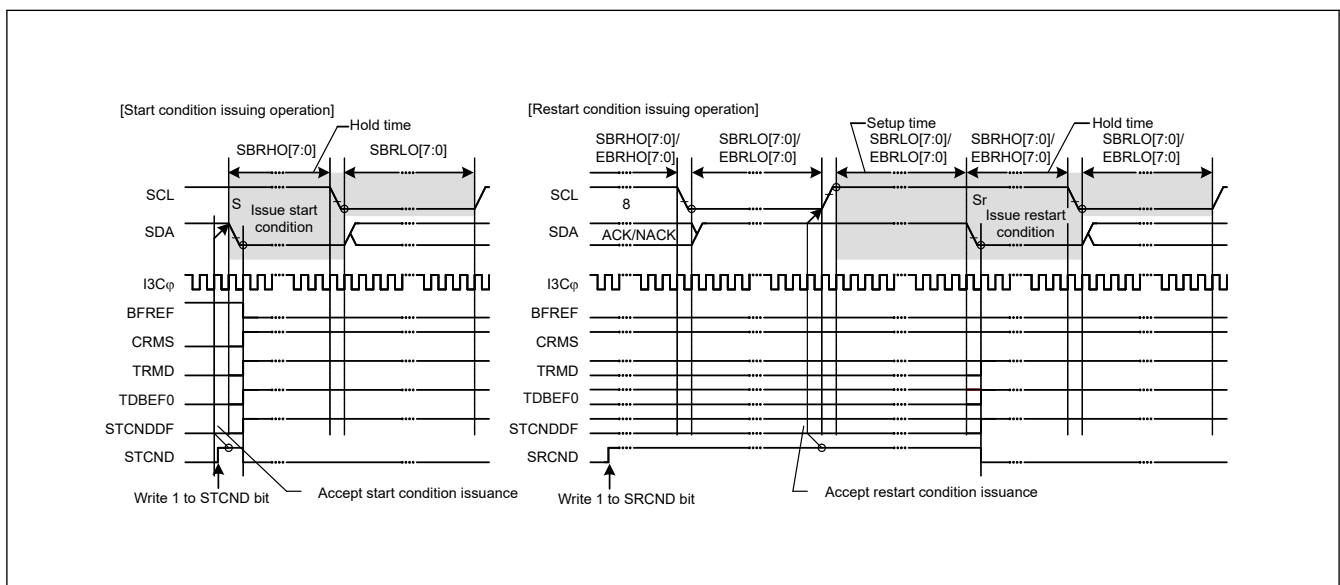 [Start condition issuing operation]
Hold time
SBRHO[7:0]
SBRLO[7:0]
SCL
S
Issue start
condition
SDA
I3Cφ
BFREF
CRMS
TRMD
TDBEF0
STCNDDF
STCND
Write 1 to STCND bit
Accept start condition issuance
[Restart condition issuing operation]
SBRHO[7:0]/
EBRHO[7:0]
SBRLO[7:0]/
EBRLO[7:0]
Setup time
SBRLO[7:0]/
EBRLO[7:0]
SBRHO[7:0]/
EBRHO[7:0]
Hold time
SBRLO[7:0]/
EBRLO[7:0]
SCL
8
Sr
Issue restart
condition
SDA
ACK/NACK
I3Cφ
BFREF
CRMS
TRMD
TDBEF0
STCNDDF
SRCND
Write 1 to SRCND bit
Accept restart condition issuance